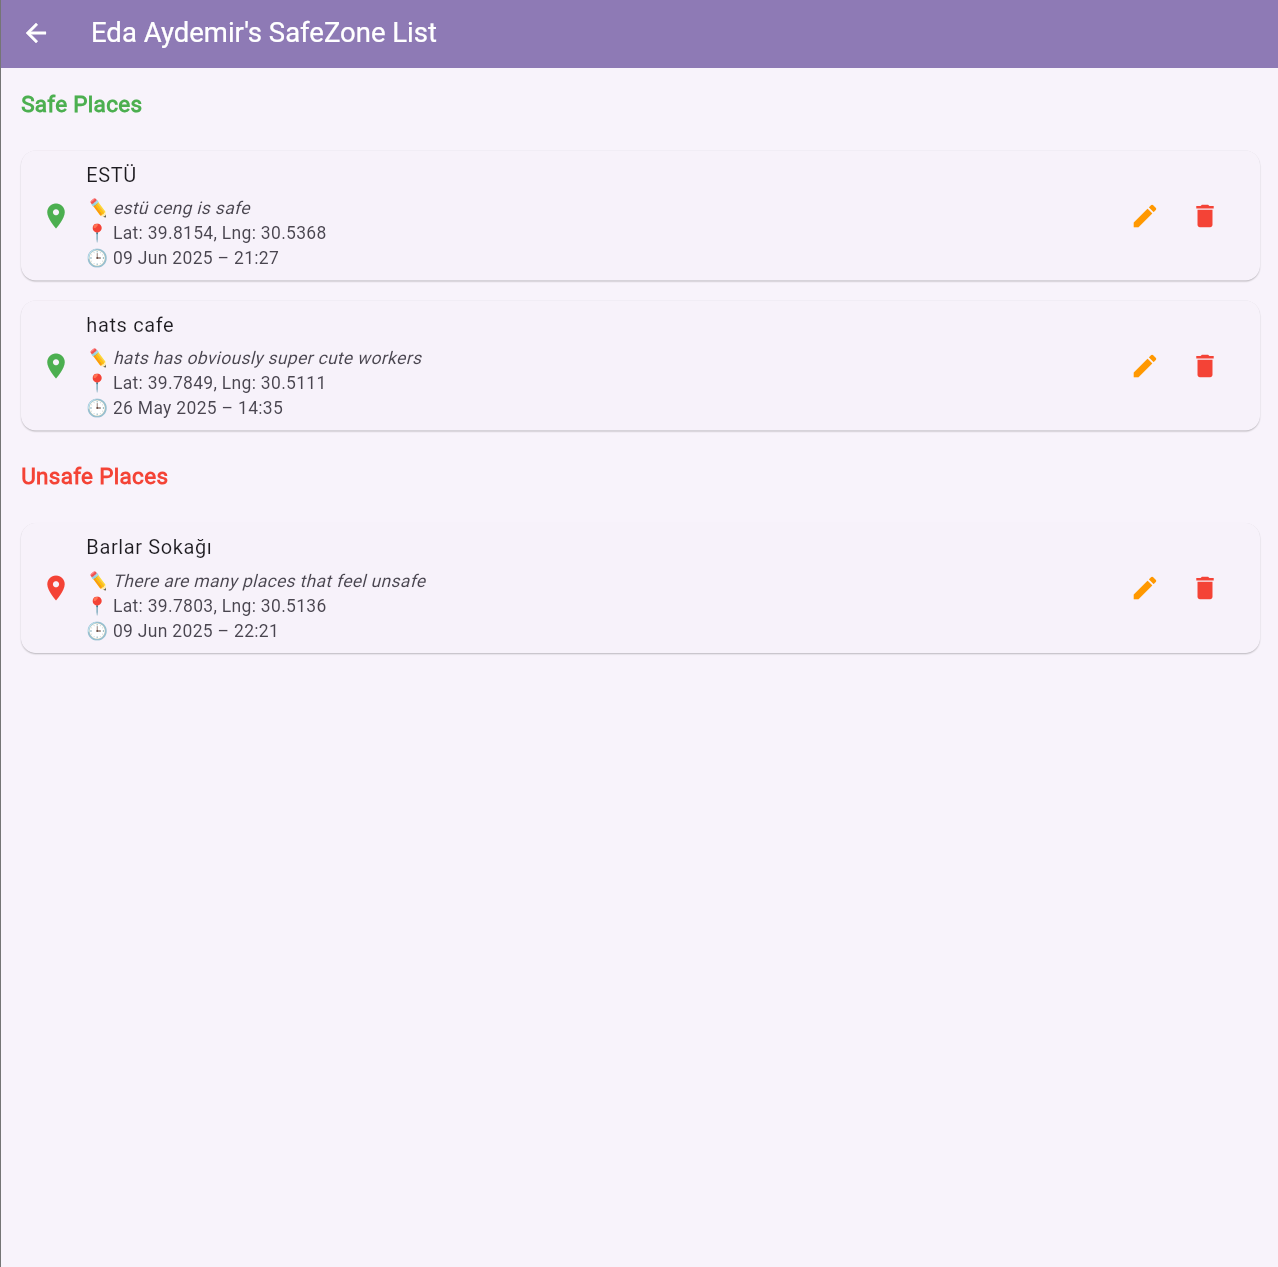 Eda Aydemir's SafeZone List
Safe Places
ESTÜ
✏️ estü ceng is safe
📍 Lat: 39.8154, Lng: 30.5368
🕒 09 Jun 2025 – 21:27
hats cafe
✏️ hats has obviously super cute workers
📍 Lat: 39.7849, Lng: 30.5111
🕒 26 May 2025 – 14:35
Unsafe Places
Barlar Sokağı
✏️ There are many places that feel unsafe
📍 Lat: 39.7803, Lng: 30.5136
🕒 09 Jun 2025 – 22:21